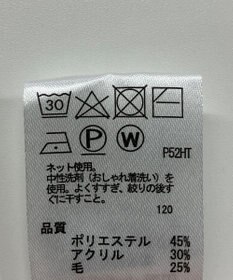 30
P W P52HT
ネット使用。
中性洗剤(おしゃれ着洗い)を
使用。よくすすぎ、絞りの後す
ぐに干すこと。
120
品質
ポリエステル 45%
アクリル 30%
毛 25%